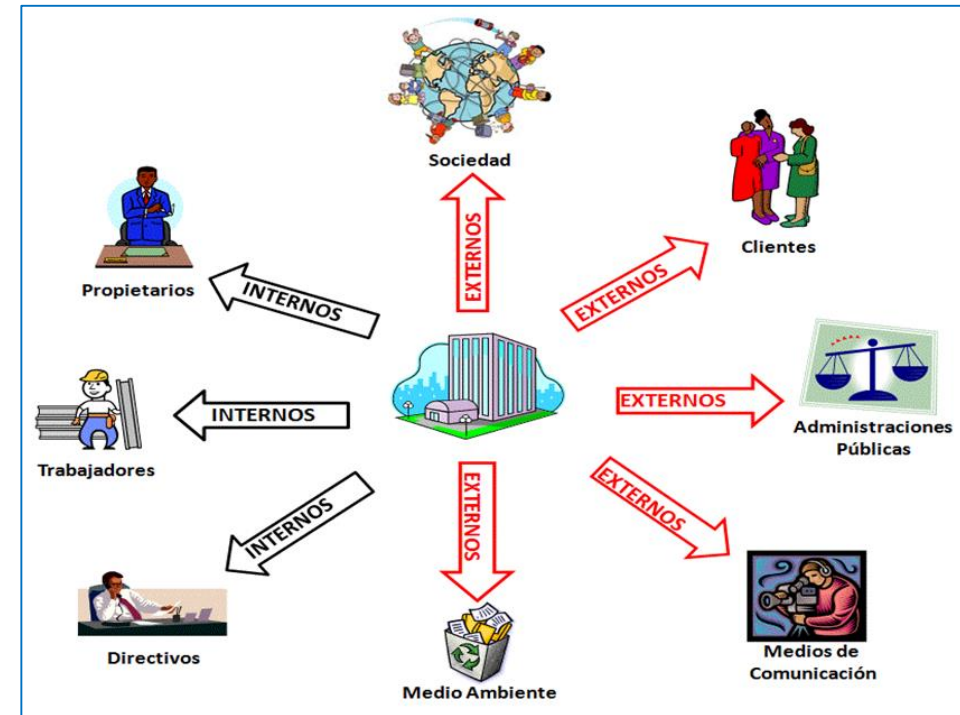 Sociedad
EXTERNOS
Clientes
EXTERNOS
Propietarios
INTERNOS
EXTERNOS
Administraciones
Públicas
INTERNOS
Trabajadores
EXTERNOS
Medios de
Comunicación
EXTERNOS
Medio Ambiente
INTERNOS
Directivos